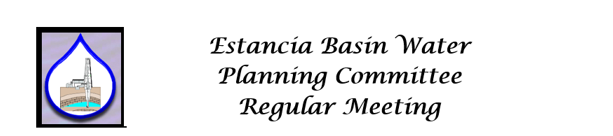 Estancia Basin Water
Planning Committee
Regular Meeting